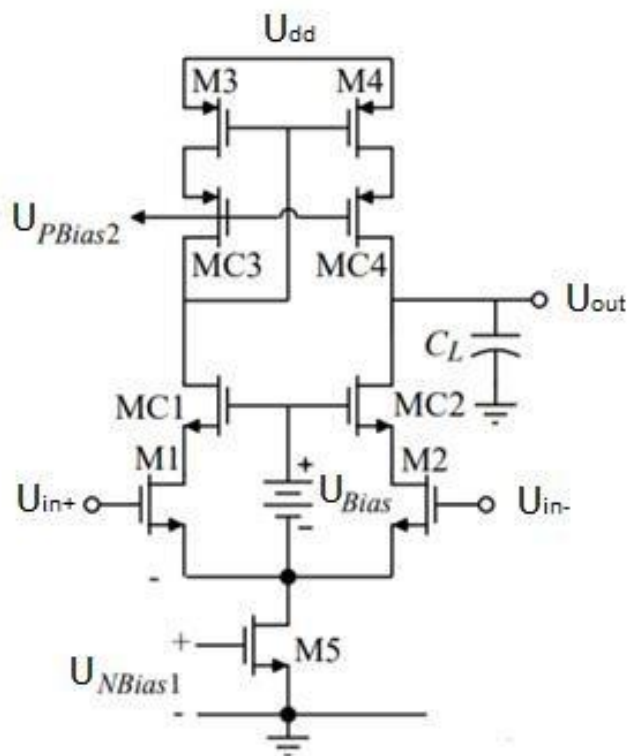 Udd
M3 M4
UPBias2
MC3 MC4
Uout
CL
MC1 MC2
M1 M2
+
Uin+ UBias Uin-
-
-
+ M5
UNBias1
-